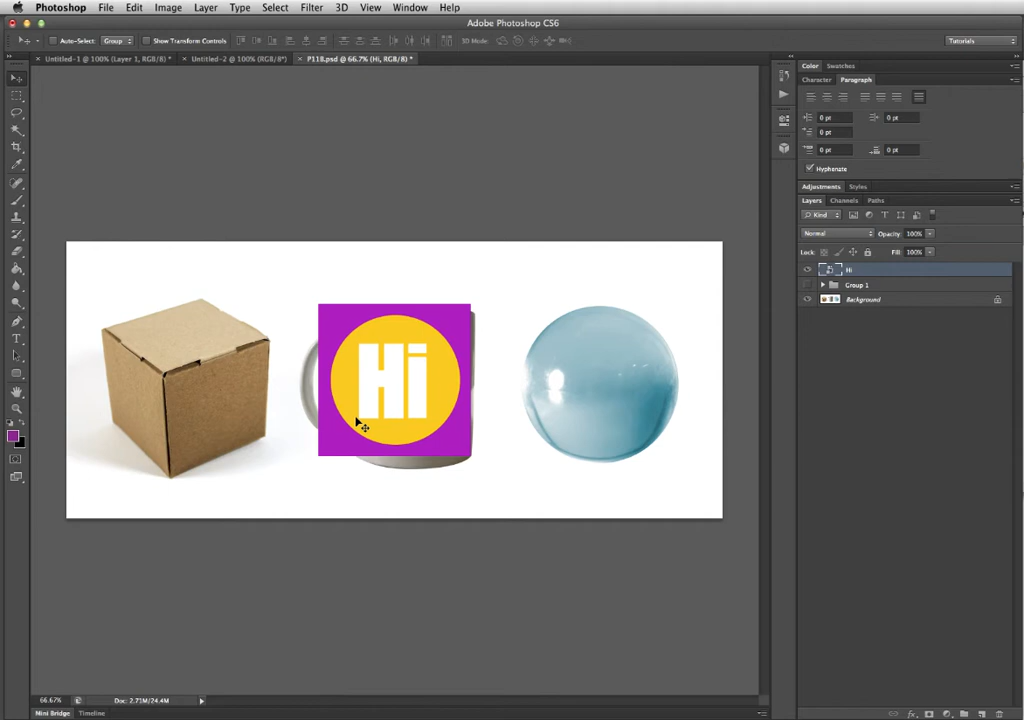 Photoshop File Edit Image Layer Type Select Filter 3D View Window Help
Adobe Photoshop CS6
Auto-Select: Group Show Transform Controls 3D Mode: Tutorials
Untitled-1 @ 100% (Layer 1, RGB/8) * Untitled-2 @ 100% (RGB/8*) P118.psd @ 66.7% (Hi, RGB/8) *
Color Swatches
Character Paragraph
0 pt 0 pt
0 pt
0 pt 0 pt
Hyphenate
Adjustments Styles
Layers Channels Paths
Kind
Normal Opacity: 100%
Lock: Fill: 100%
Hi
Group 1
Background
Hi
66.67% Doc: 2.71M/24.4M
Mini Bridge Timeline